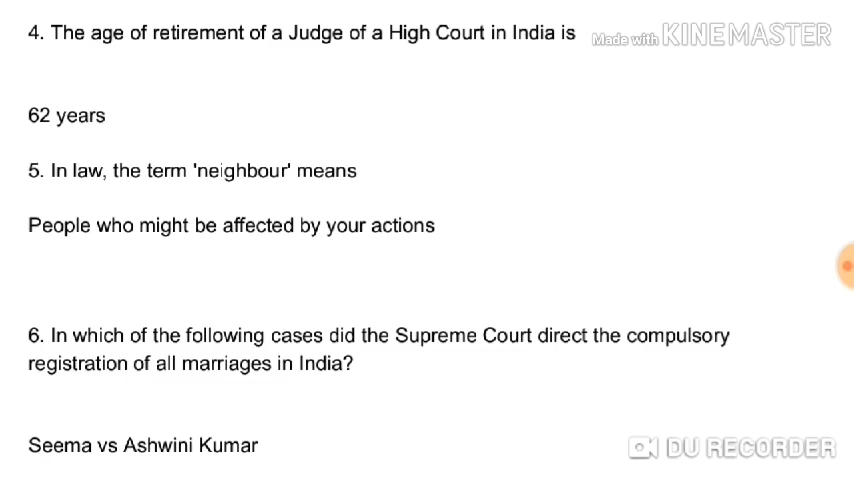 4. The age of retirement of a Judge of a High Court in India is
Made with KINEMASTER
62 years
5. In law, the term 'neighbour' means
People who might be affected by your actions
6. In which of the following cases did the Supreme Court direct the compulsory
registration of all marriages in India?
Seema vs Ashwini Kumar
DU RECORDER